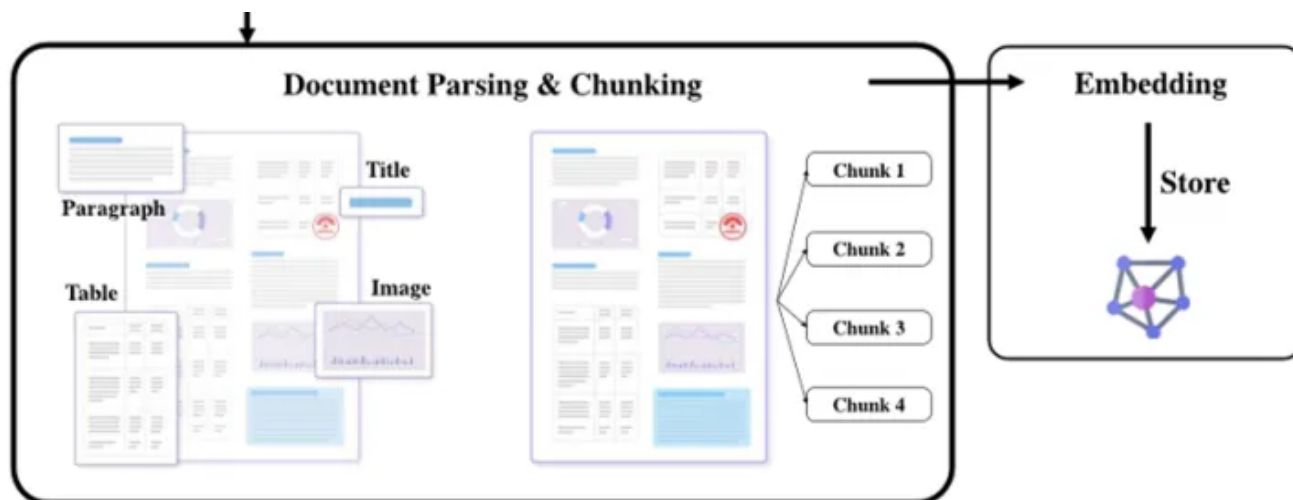 Document Parsing & Chunking
Embedding
Paragraph
Title
Table
Image
Chunk 1
Chunk 2
Chunk 3
Chunk 4
Store